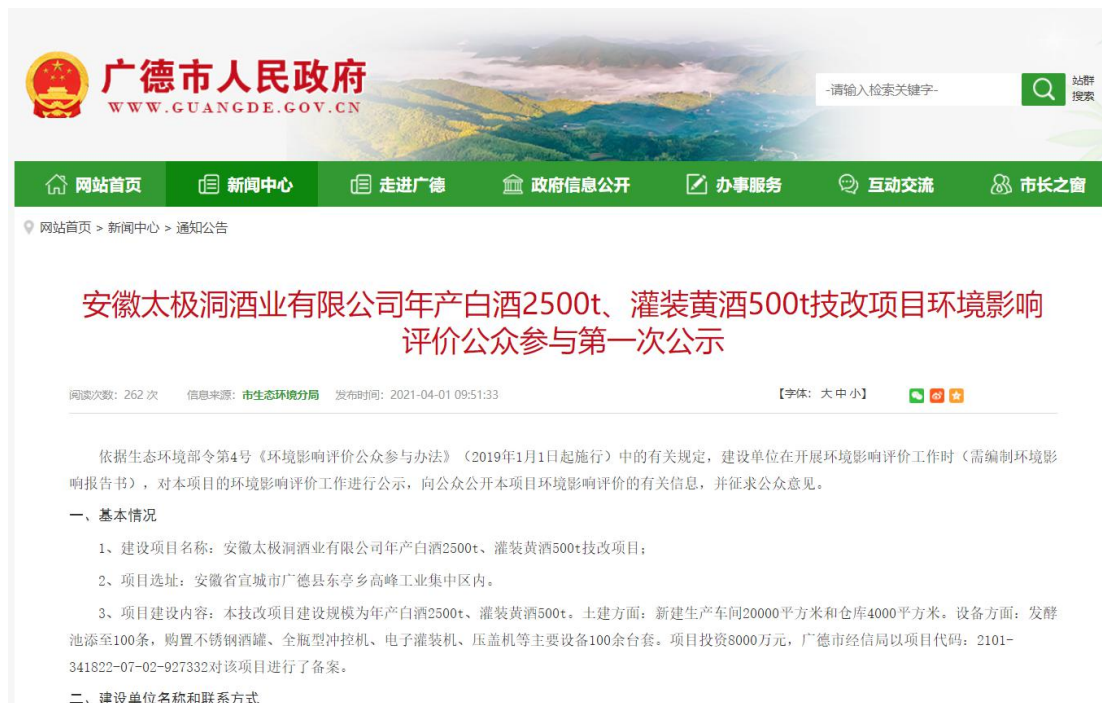 广德市人民政府
WWW.GUANGDE.GOV.CN
-请输入检索关键字-
站群
搜索
网站首页 新闻中心 走进广德 政府信息公开 办事服务 互动交流 市长之窗
网站首页 > 新闻中心 > 通知公告
安徽太极洞酒业有限公司年产白酒2500t、灌装黄酒500t技改项目环境影响
评价公众参与第一次公示
阅读次数：262 次 信息来源：市生态环境分局 发布时间：2021-04-01 09:51:33 【字体： 大 中 小】
依据生态环境部令第4号《环境影响评价公众参与办法》（2019年1月1日起施行）中的有关规定，建设单位在开展环境影响评价工作时（需编制环境影
响报告书），对本项目的环境影响评价工作进行公示，向公众公开本项目环境影响评价的有关信息，并征求公众意见。
一、基本情况
1、建设项目名称：安徽太极洞酒业有限公司年产白酒2500t、灌装黄酒500t技改项目；
2、项目选址：安徽省宣城市广德县东亭乡高峰工业集中区内。
3、项目建设内容：本技改项目建设规模为年产白酒2500t、灌装黄酒500t。土建方面：新建生产车间20000平方米和仓库4000平方米。设备方面：发酵
池添至100条，购置不锈钢酒罐、全瓶型冲控机、电子灌装机、压盖机等主要设备100余台套。项目投资8000万元，广德市经信局以项目代码：2101-
341822-07-02-927332对该项目进行了备案。
二、建设单位名称和联系方式